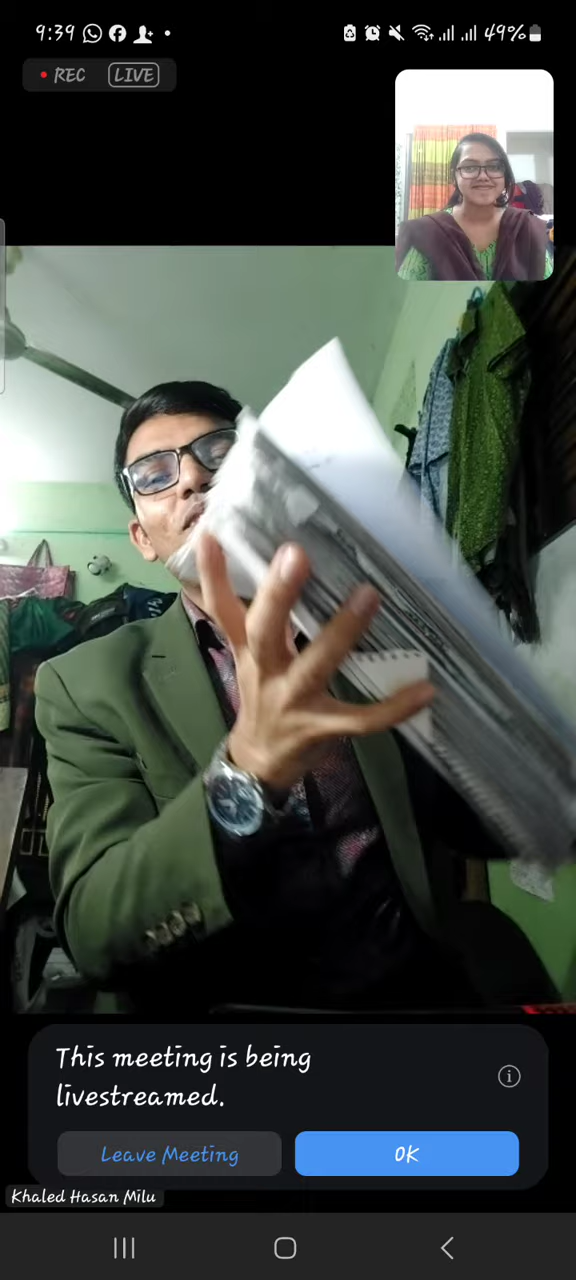 9:39
49%
REC
LIVE
This meeting is being
livestreamed.
Leave Meeting
OK
Khaled Hasan Milu